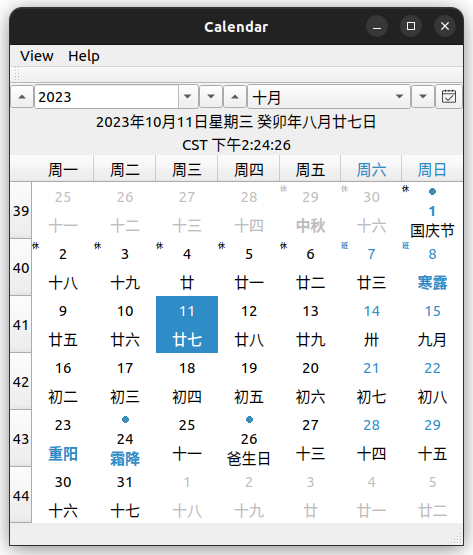 Calendar
View Help
2023 十月
2023年10月11日星期三 癸卯年八月廿七日
CST 下午2:24:26
周一 周二 周三 周四 周五 周六 周日
休 休 休
39 25 26 27 28 29 30 1
十一 十二 十三 十四 中秋 十六 国庆节
休 休 休 休 休 班 班
40 2 3 4 5 6 7 8
十八 十九 廿 廿一 廿二 廿三 寒露
41 9 10 11 12 13 14 15
廿五 廿六 廿七 廿八 廿九 卅 九月
42 16 17 18 19 20 21 22
初二 初三 初四 初五 初六 初七 初八
43 23 24 25 26 27 28 29
重阳 霜降 十一 爸生日 十三 十四 十五
44 30 31 1 2 3 4 5
十六 十七 十八 十九 廿 廿一 廿二